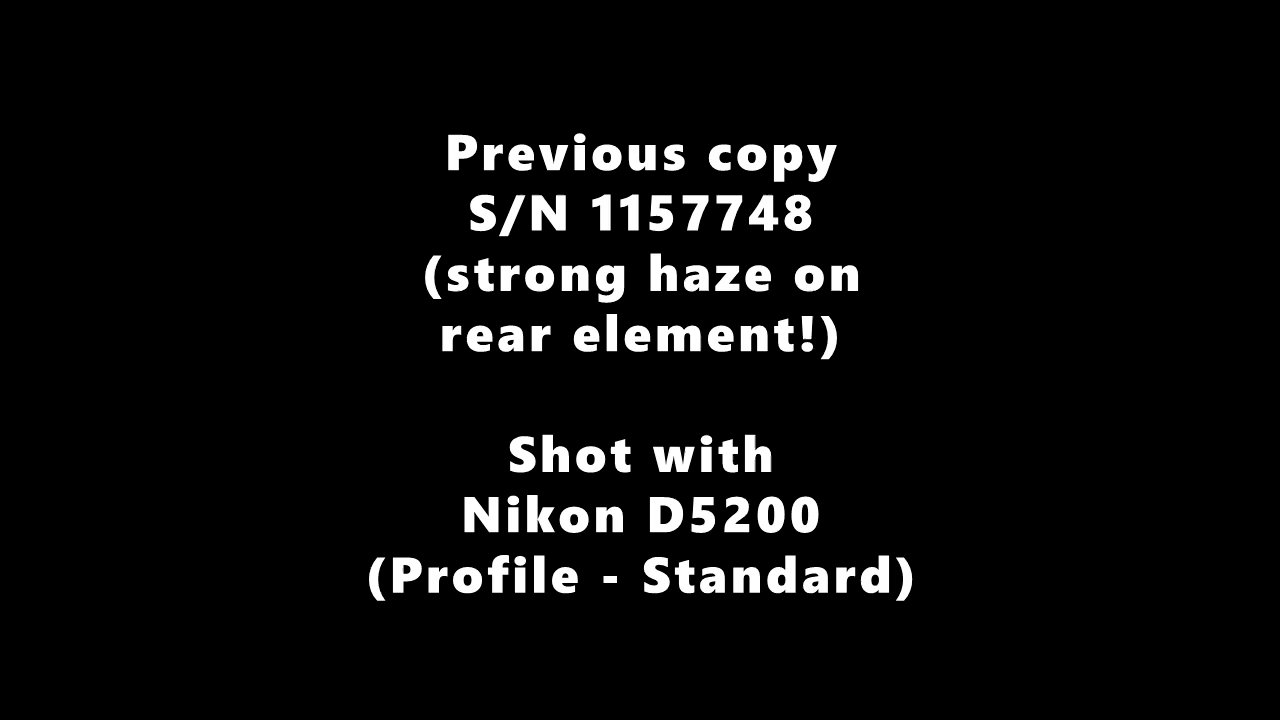 Previous copy
S/N 1157748
(strong haze on
rear element!)
Shot with
Nikon D5200
(Profile - Standard)